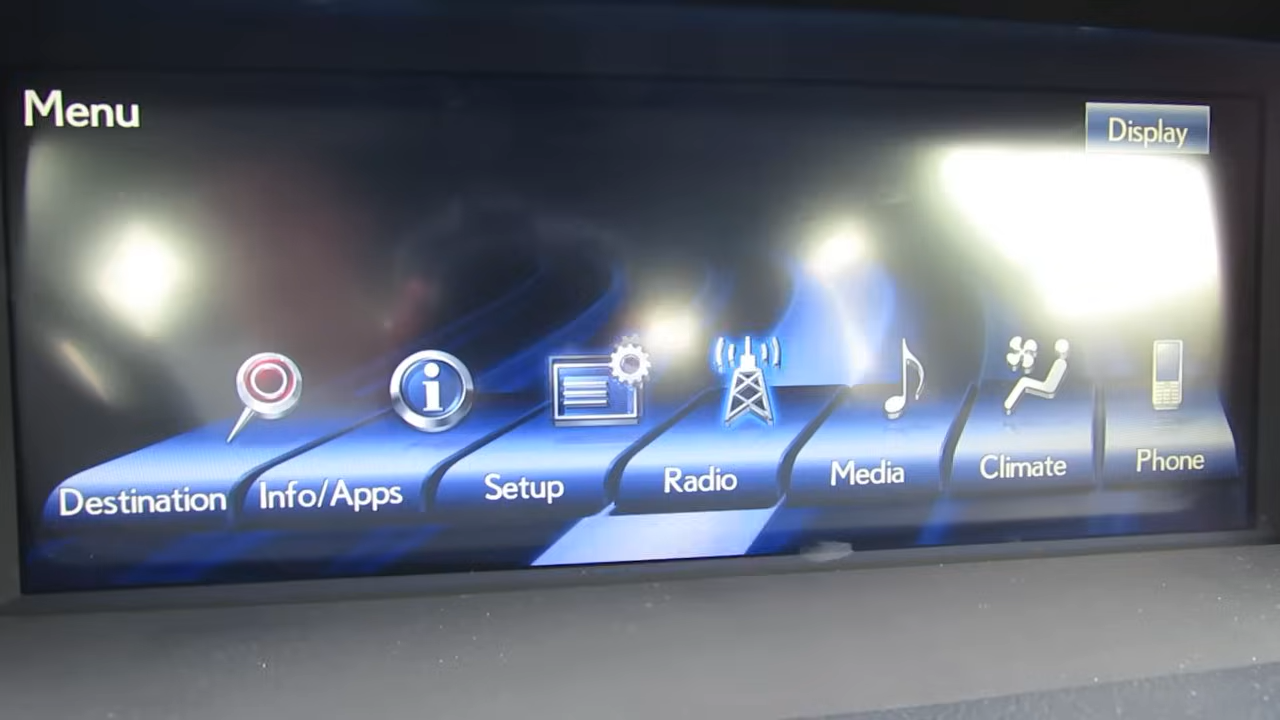 Menu
Display
Destination
Info/Apps
Setup
Radio
Media
Climate
Phone